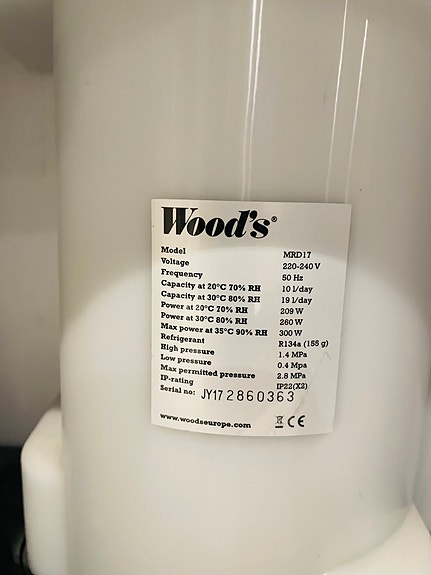 Wood's®
Model MRD17
Voltage 220-240 V
Frequency 50 Hz
Capacity at 20°C 70% RH 10 l/day
Capacity at 30°C 80% RH 19 l/day
Power at 20°C 70% RH 209 W
Power at 30°C 80% RH 260 W
Max power at 35°C 90% RH 300 W
Refrigerant R134a (155 g)
High pressure 1.4 MPa
Low pressure 0.4 Mpa
Max permitted pressure 2.8 MPa
IP-rating IP22(X2)
Serial no: JY172860363
www.woodseurope.com CE